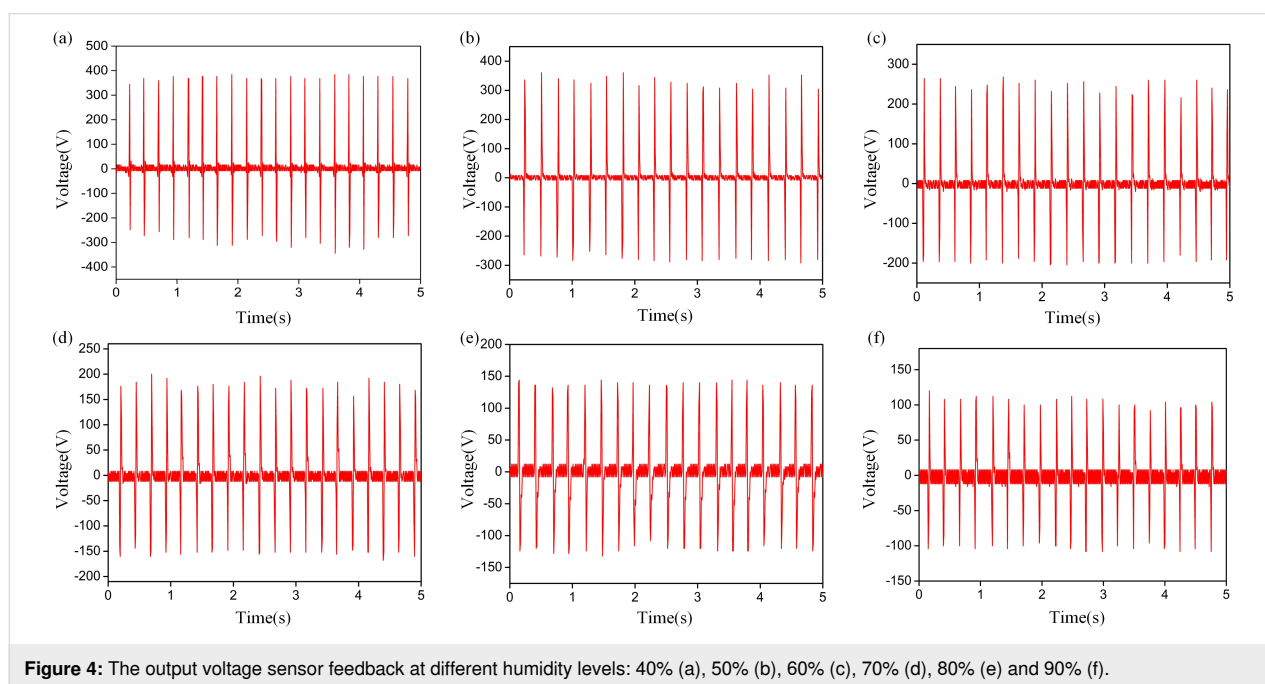 (a)
500
400
300
200
100
0
-100
-200
-300
-400
Voltage(V)
0 1 2 3 4 5
Time(s)
(b)
400
300
200
100
0
-100
-200
-300
Voltage(V)
0 1 2 3 4 5
Time(s)
(c)
300
200
100
0
-100
-200
Voltage(V)
0 1 2 3 4 5
Time(s)
(d)
250
200
150
100
50
0
-50
-100
-150
-200
Voltage(V)
0 1 2 3 4 5
Time(s)
(e)
200
150
100
50
0
-50
-100
-150
Voltage(V)
0 1 2 3 4 5
Time(s)
(f)
150
100
50
0
-50
-100
-150
Voltage(V)
0 1 2 3 4 5
Time(s)
Figure 4: The output voltage sensor feedback at different humidity levels: 40% (a), 50% (b), 60% (c), 70% (d), 80% (e) and 90% (f).